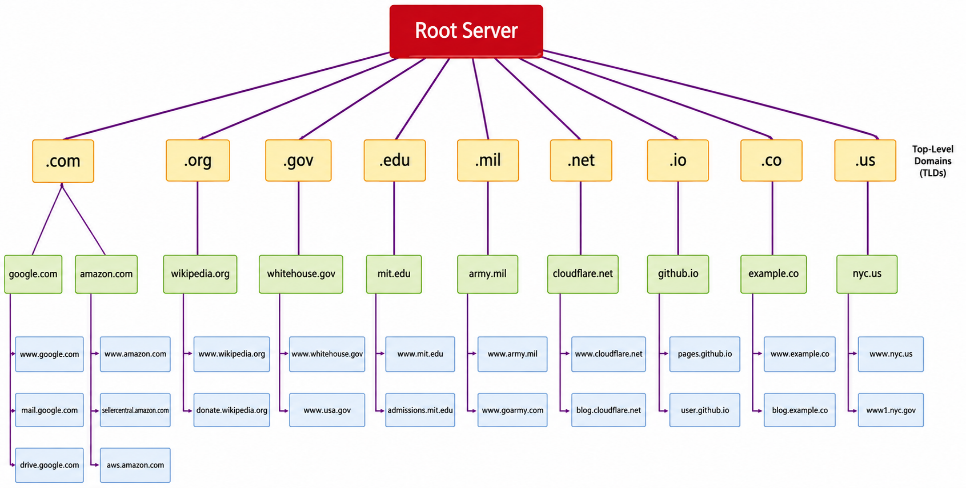 Root Server
.com
.org
.gov
.edu
.mil
.net
.io
.co
.us
Top-Level
Domains
(TLDs)
google.com
amazon.com
wikipedia.org
whitehouse.gov
mit.edu
army.mil
cloudflare.net
github.io
example.co
nyc.us
www.google.com
www.amazon.com
www.wikipedia.org
www.whitehouse.gov
www.mit.edu
www.army.mil
www.cloudflare.net
pages.github.io
www.example.co
www.nyc.us
mail.google.com
sellercentral.amazon.com
donate.wikipedia.org
www.usa.gov
admissions.mit.edu
www.goarmy.com
blog.cloudflare.net
user.github.io
blog.example.co
www1.nyc.gov
drive.google.com
aws.amazon.com